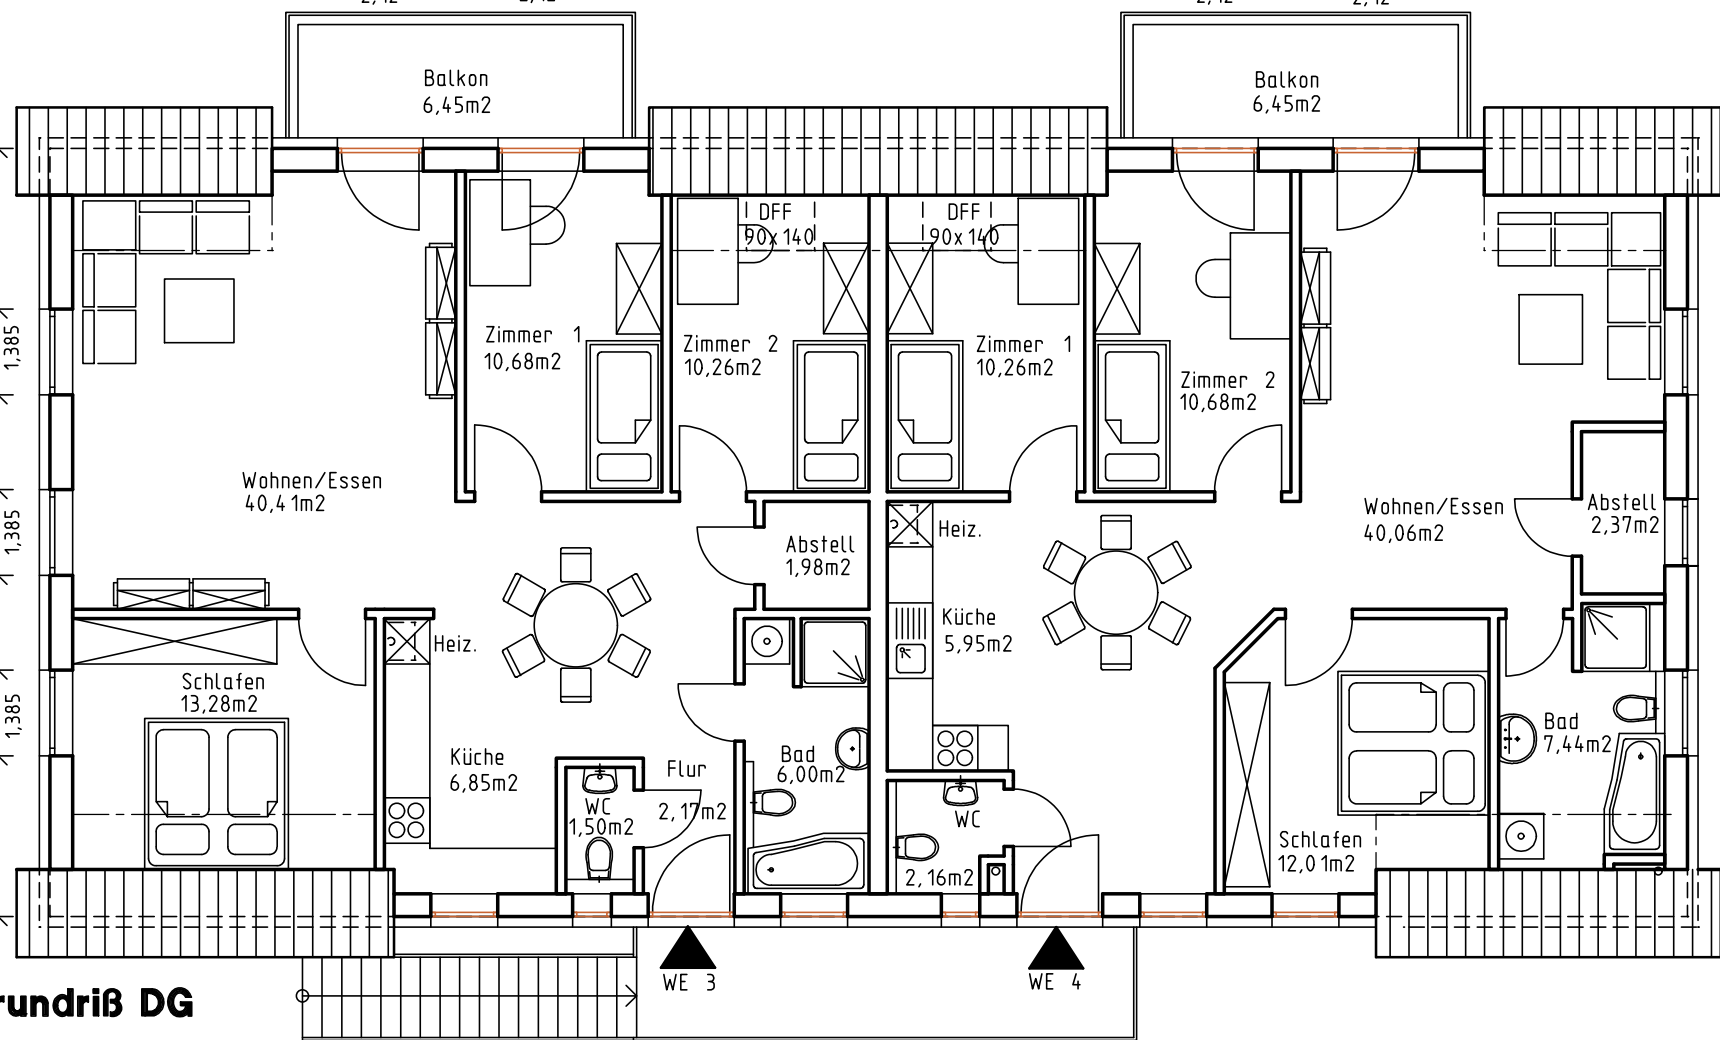 2,12 2,12
Balkon
6,45m2
Balkon
6,45m2
DFF
90x140
DFF
90x140
1,385
Zimmer 1
10,68m2
Zimmer 2
10,26m2
Zimmer 1
10,26m2
Zimmer 2
10,68m2
Wohnen/Essen
40,41m2
Wohnen/Essen
40,06m2
Abstell
2,37m2
1,385
Abstell
1,98m2
Heiz.
Küche
5,95m2
Heiz.
Schlafen
13,28m2
1,385
Küche
6,85m2
Flur
2,17m2
WC
1,50m2
Bad
6,00m2
WC
2,16m2
Bad
7,44m2
Schlafen
12,01m2
WE 3
WE 4
rundriß DG